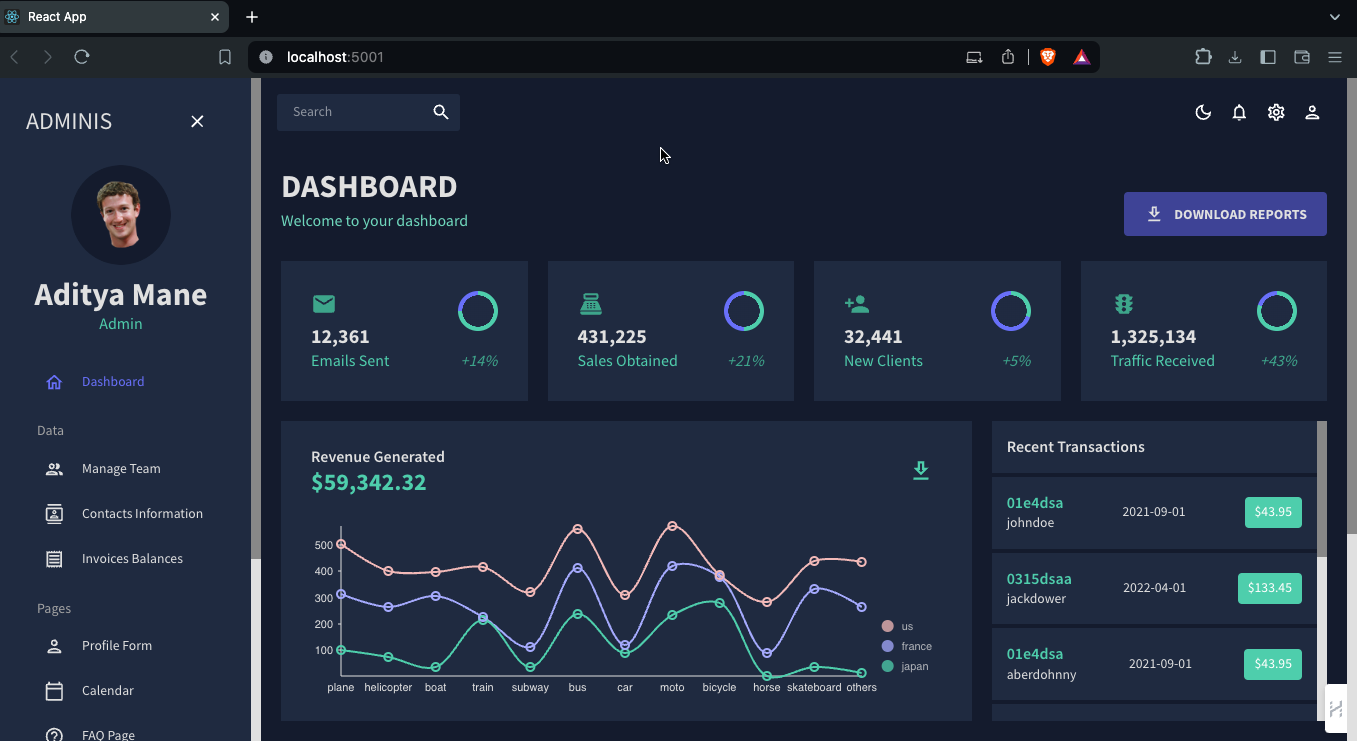 React App
localhost:5001
ADMINIS
Aditya Mane
Admin
Dashboard
Data
Manage Team
Contacts Information
Invoices Balances
Pages
Profile Form
Calendar
FAQ Page
Search
DASHBOARD
Welcome to your dashboard
DOWNLOAD REPORTS
12,361
Emails Sent +14%
431,225
Sales Obtained +21%
32,441
New Clients +5%
1,325,134
Traffic Received +43%
Revenue Generated
$59,342.32
500
400
300
200
100
plane helicopter boat train subway bus car moto bicycle horse skateboard others
us
france
japan
Recent Transactions
01e4dsa
johndoe
2021-09-01
$43.95
0315dsaa
jackdower
2022-04-01
$133.45
01e4dsa
aberdohnny
2021-09-01
$43.95